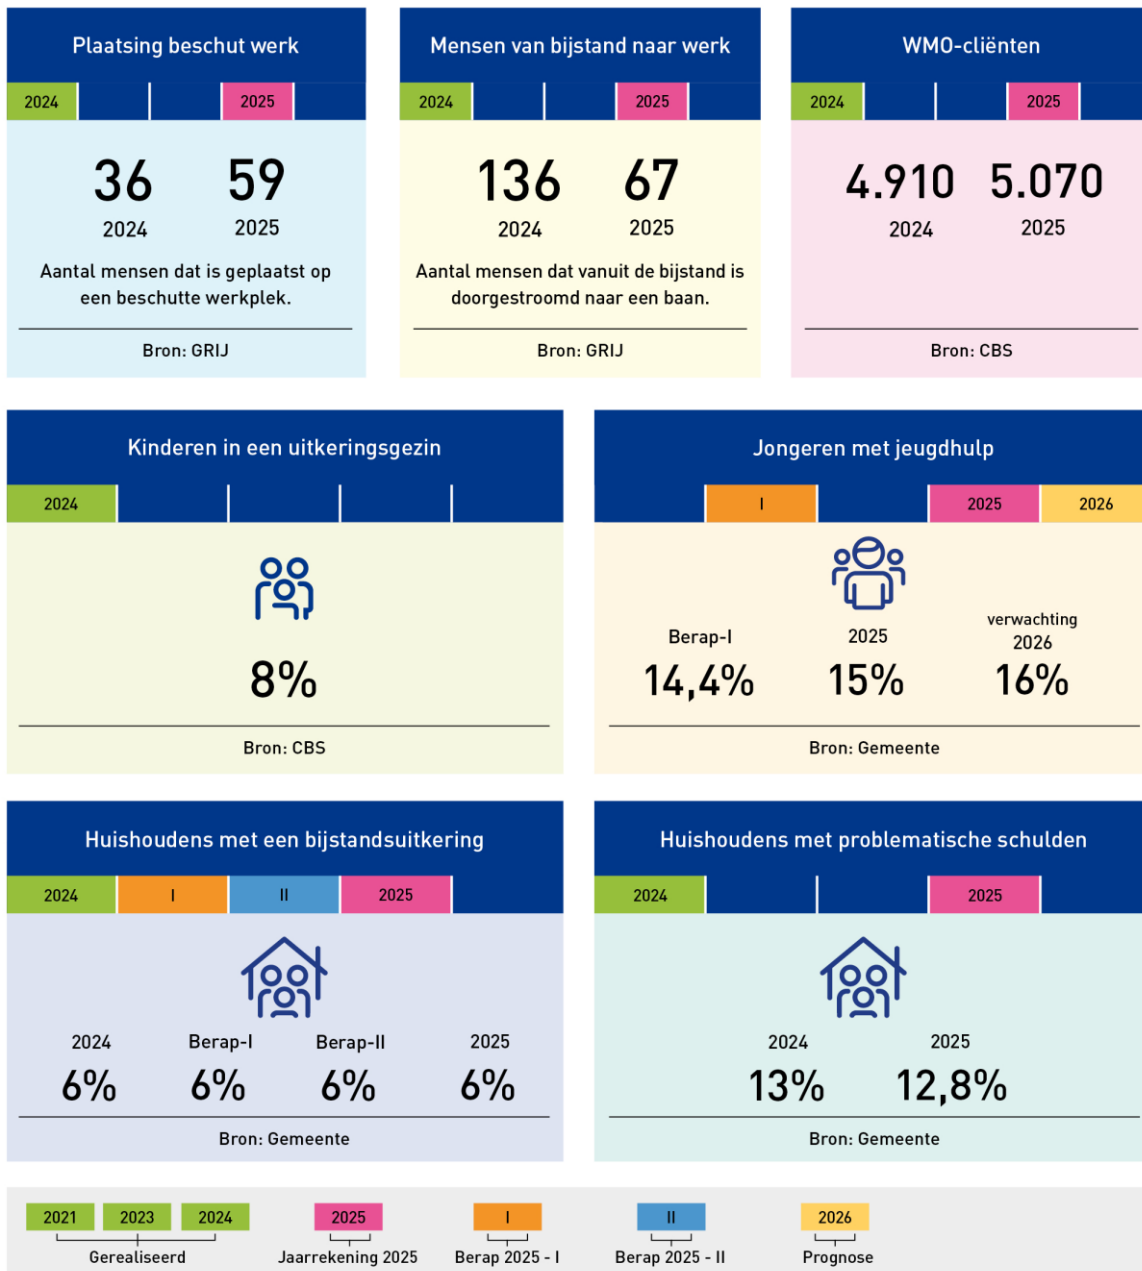 Plaatsing beschut werk
2024 2025
36 59
2024 2025
Aantal mensen dat is geplaatst op
een beschutte werkplek.
Bron: GRIJ
Mensen van bijstand naar werk
2024 2025
136 67
2024 2025
Aantal mensen dat vanuit de bijstand is
doorgestroomd naar een baan.
Bron: GRIJ
WMO-cliënten
2024 2025
4.910 5.070
2024 2025
Bron: CBS
Kinderen in een uitkeringsgezin
2024
8%
Bron: CBS
Jongeren met jeugdhulp
I 2025 2026
Berap-I 2025 verwachting
2026
14,4% 15% 16%
Bron: Gemeente
Huishoudens met een bijstandsuitkering
2024 I II 2025
2024 Berap-I Berap-II 2025
6% 6% 6% 6%
Bron: Gemeente
Huishoudens met problematische schulden
2024 2025
2024 2025
13% 12,8%
Bron: Gemeente
2021 2023 2024 2025 I II 2026
Gerealiseerd Jaarrekening 2025 Berap 2025 - I Berap 2025 - II Prognose